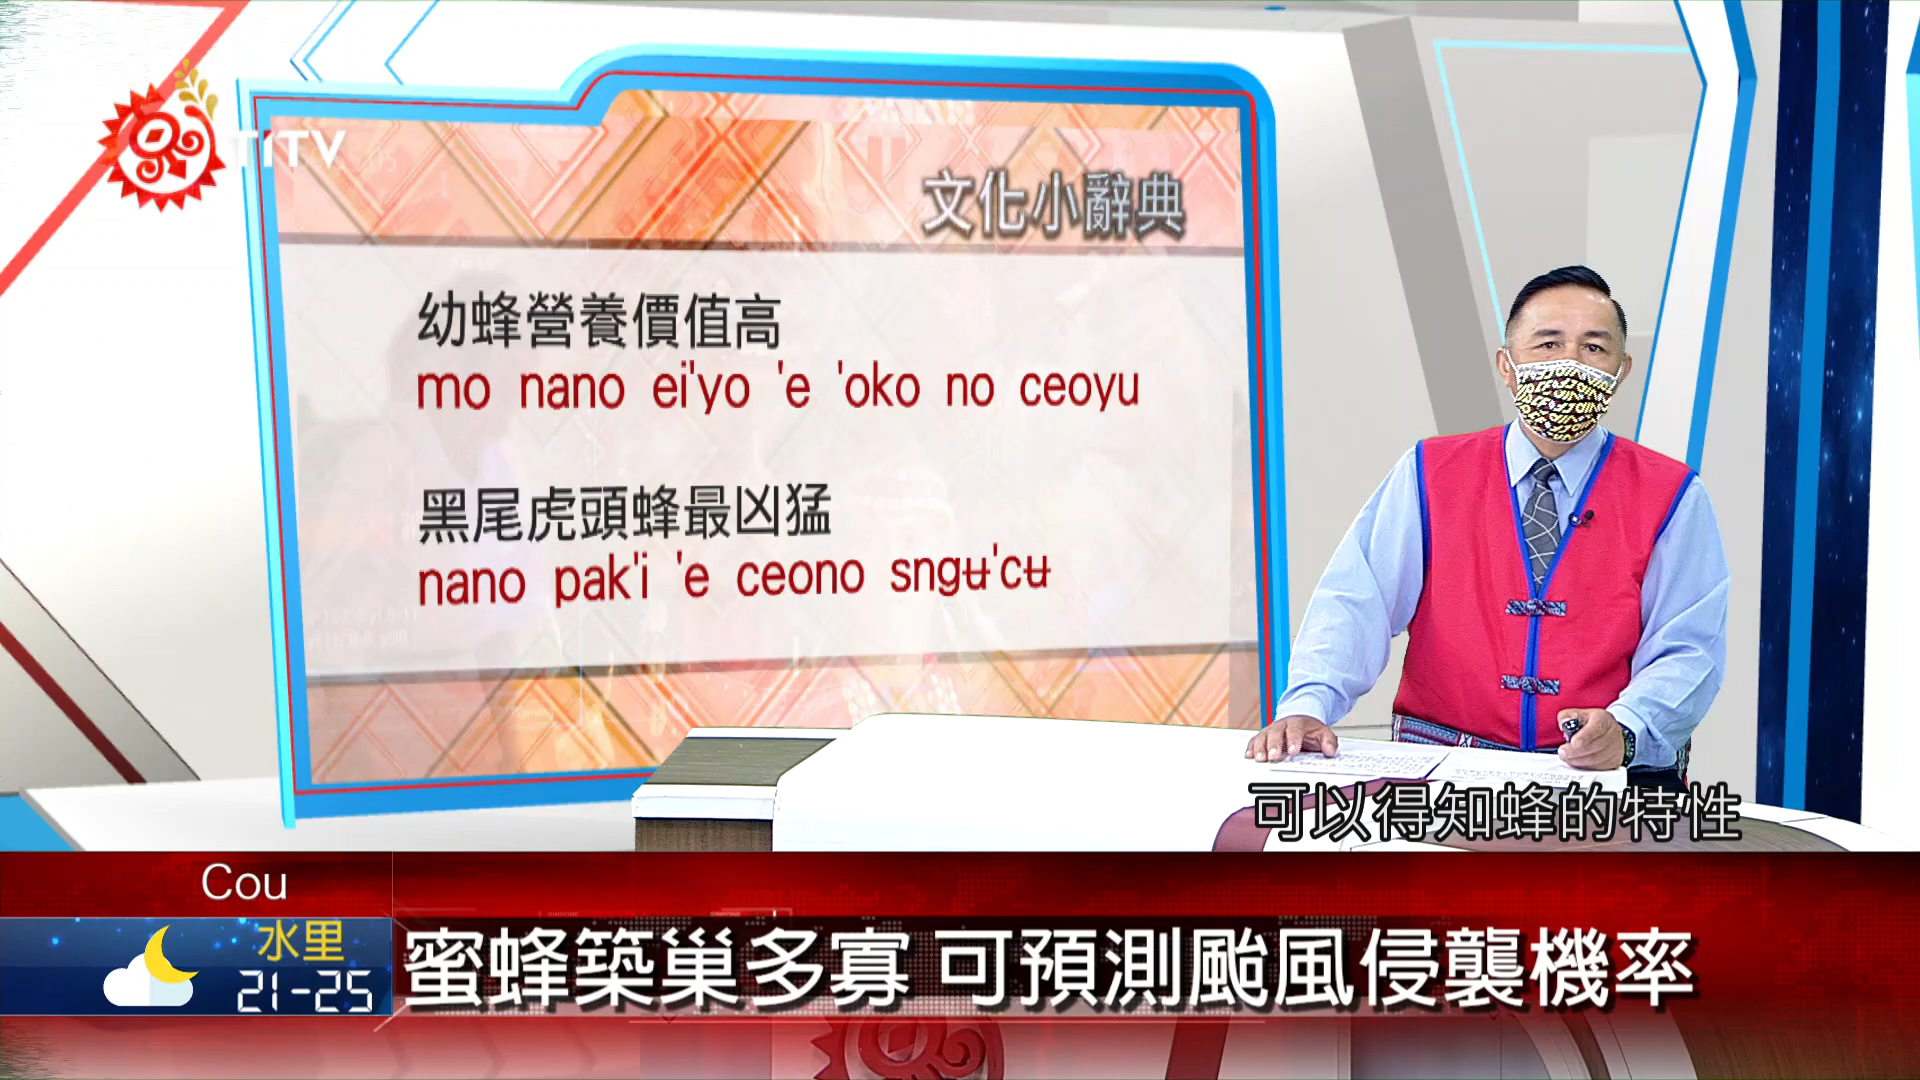 TiTV
文化小辭典
幼蜂營養價值高
mo nano ei'yo 'e 'oko no ceoyu
黑尾虎頭蜂最凶猛
nano pak'i 'e ceono sngʉ'cʉ
可以得知蜂的特性
Cou
水里
21-25
蜜蜂築巢多寡 可預測颱風侵襲機率